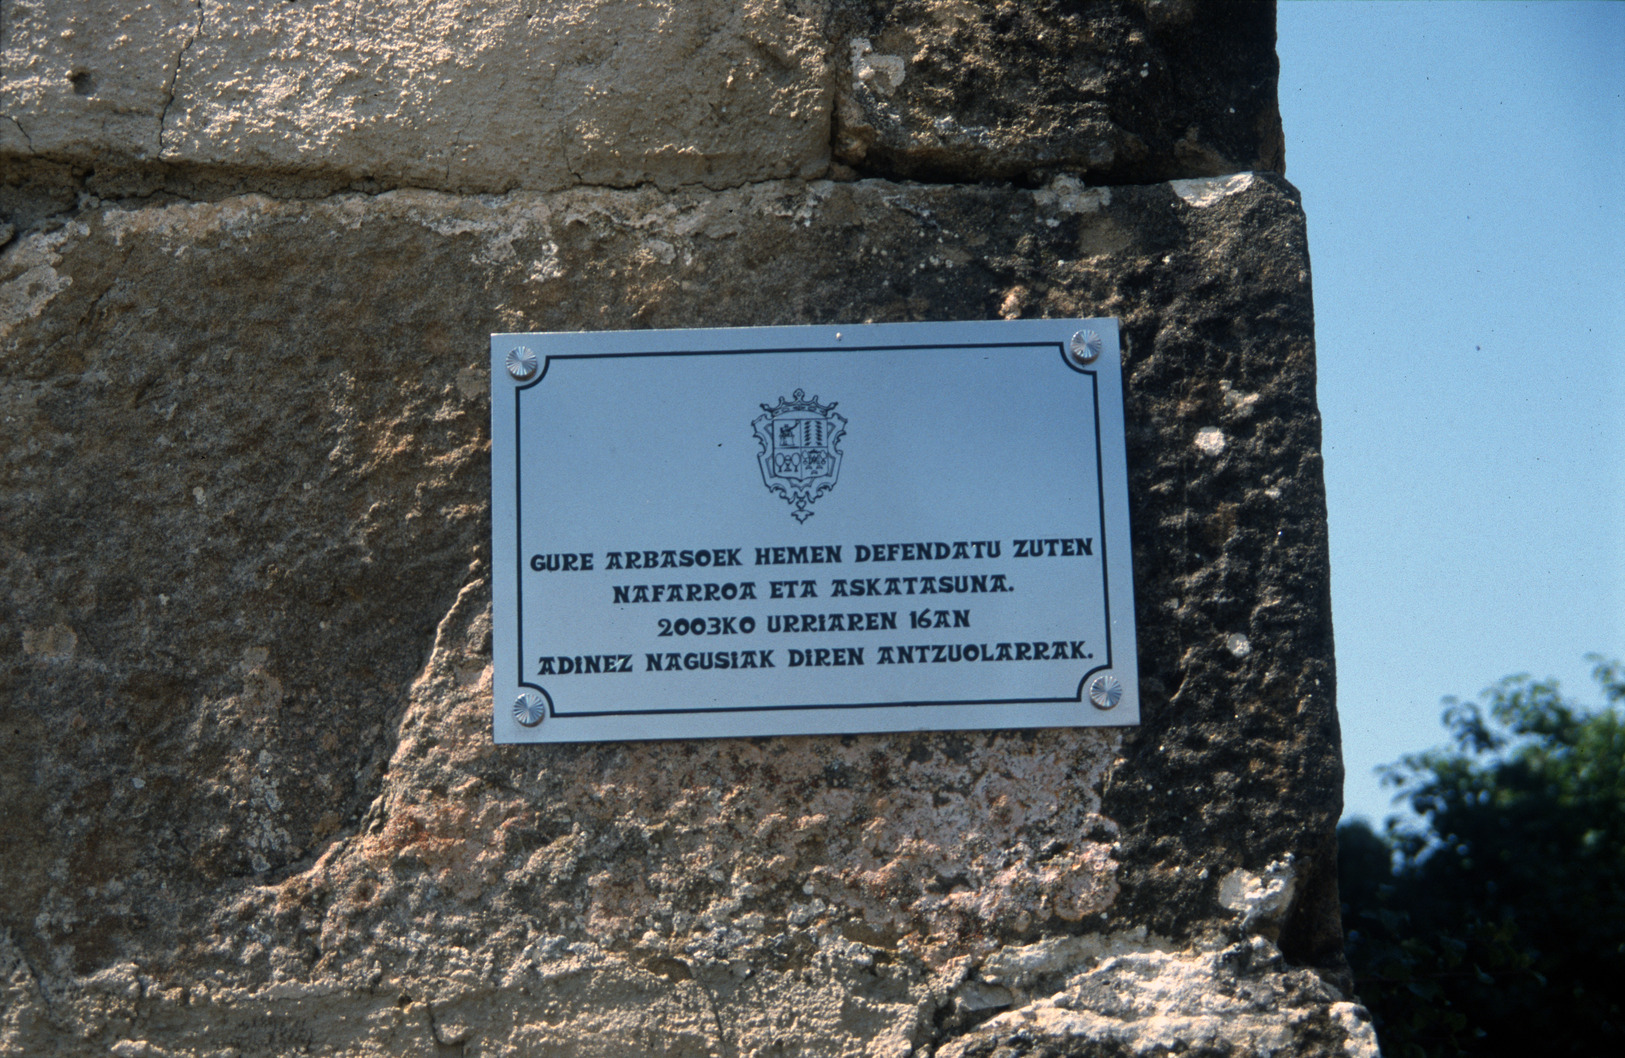 GURE ARBASOEK HEMEN DEFENDATU ZUTEN
NAFARROA ETA ASKATASUNA.
2003KO URRIAREN 16AN
ADINEZ NAGUSIAK DIREN ANTZUOLARRAK.